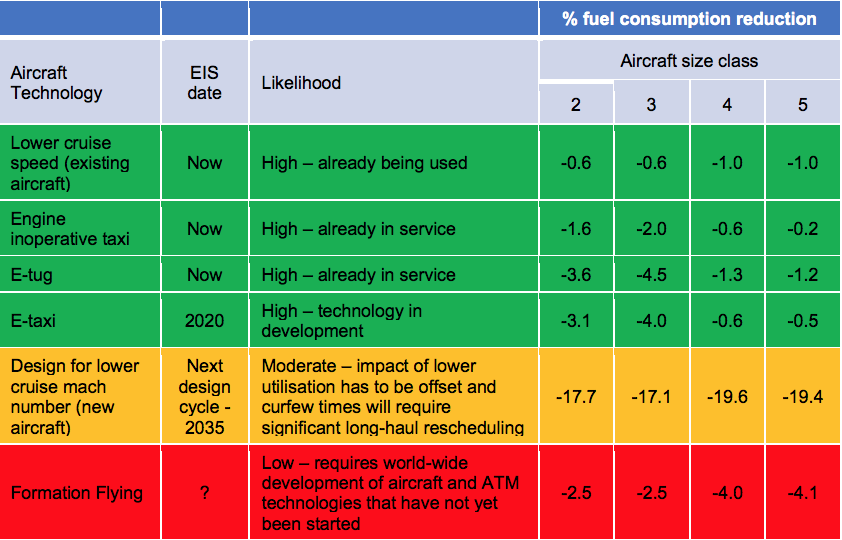 % fuel consumption reduction
Aircraft
Technology
EIS
date
Likelihood
Aircraft size class
2
3
4
5
Lower cruise
speed (existing
aircraft)
Now
High – already being used
-0.6
-0.6
-1.0
-1.0
Engine
inoperative taxi
Now
High – already in service
-1.6
-2.0
-0.6
-0.2
E-tug
Now
High – already in service
-3.6
-4.5
-1.3
-1.2
E-taxi
2020
High – technology in
development
-3.1
-4.0
-0.6
-0.5
Design for lower
cruise mach
number (new
aircraft)
Next
design
cycle -
2035
Moderate – impact of lower
utilisation has to be offset and
curfew times will require
significant long-haul rescheduling
-17.7
-17.1
-19.6
-19.4
Formation Flying
?
Low – requires world-wide
development of aircraft and ATM
technologies that have not yet
been started
-2.5
-2.5
-4.0
-4.1